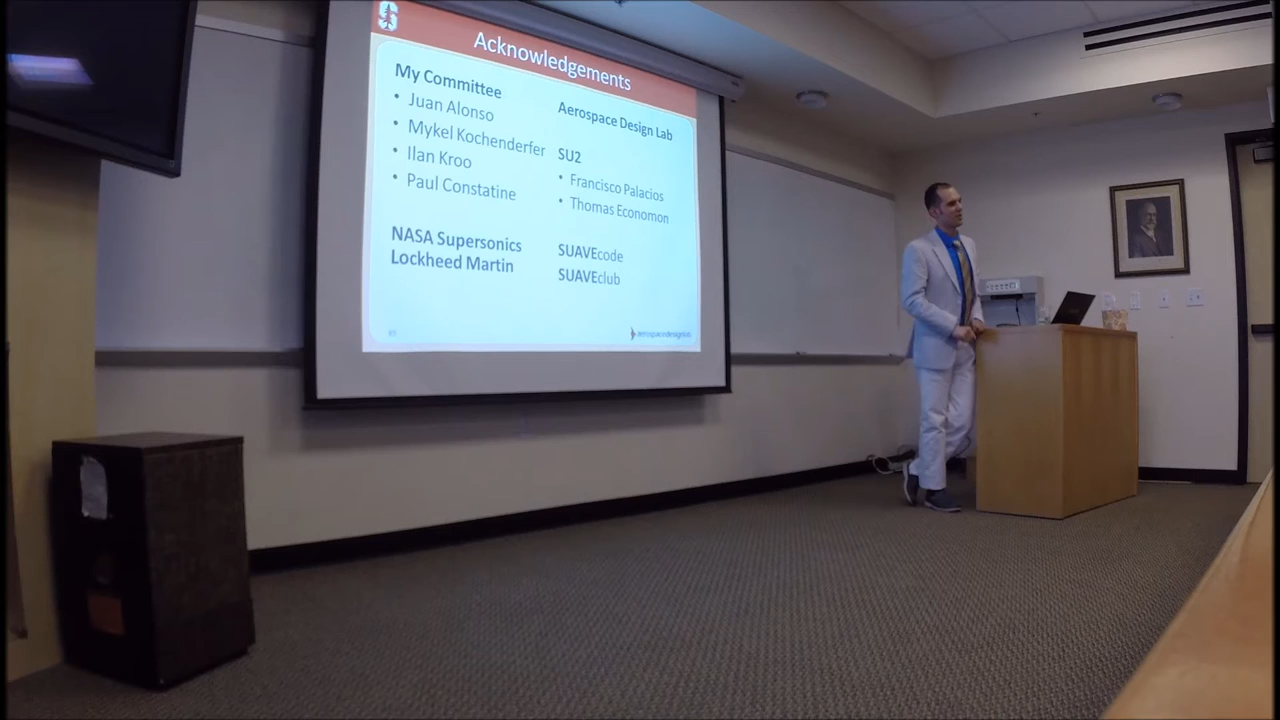 Acknowledgements
My Committee
• Juan Alonso
• Mykel Kochenderfer
• Ilan Kroo
• Paul Constatine
NASA Supersonics
Lockheed Martin
Aerospace Design Lab
SU2
• Francisco Palacios
• Thomas Economon
SUAVEcode
SUAVEclub
aerospacedesignlab